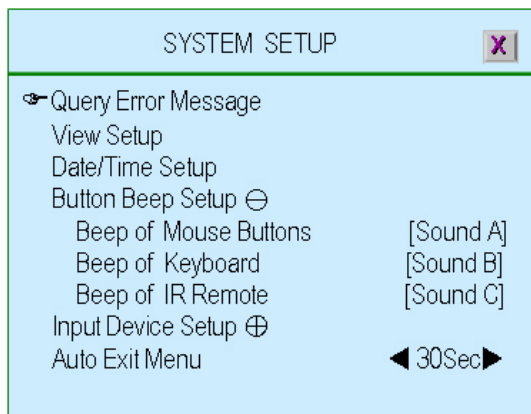 SYSTEM SETUP X
Query Error Message
View Setup
Date/Time Setup
Button Beep Setup ⊖
Beep of Mouse Buttons [Sound A]
Beep of Keyboard [Sound B]
Beep of IR Remote [Sound C]
Input Device Setup ⊕
Auto Exit Menu ◀ 30Sec▶